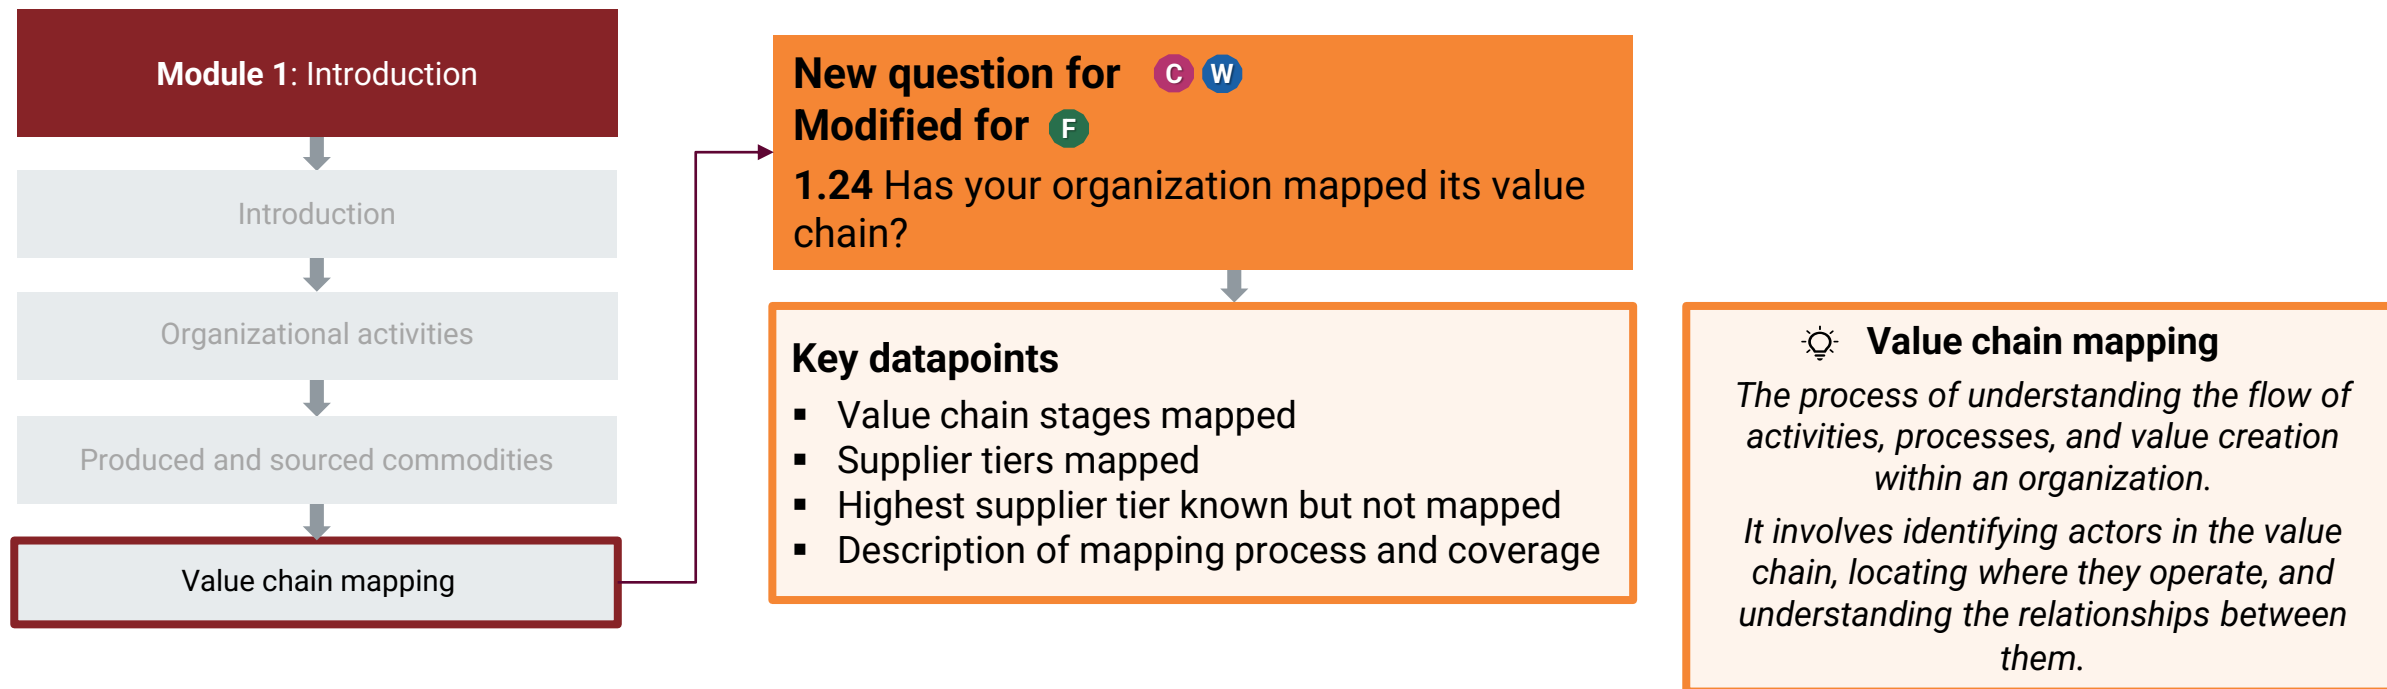 Module 1: Introduction
Introduction
Organizational activities
Produced and sourced commodities
Value chain mapping
New question for C W
Modified for F
1.24 Has your organization mapped its value
chain?
Key datapoints
▪ Value chain stages mapped
▪ Supplier tiers mapped
▪ Highest supplier tier known but not mapped
▪ Description of mapping process and coverage
Value chain mapping
The process of understanding the flow of
activities, processes, and value creation
within an organization.
It involves identifying actors in the value
chain, locating where they operate, and
understanding the relationships between
them.